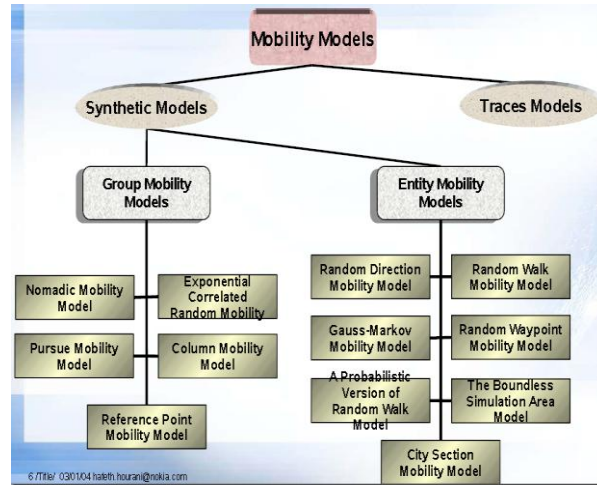 Mobility Models
Synthetic Models
Traces Models
Group Mobility
Models
Entity Mobility
Models
Nomadic Mobility
Model
Exponential
Correlated
Random Mobility
Pursue Mobility
Model
Column Mobility
Model
Reference Point
Mobility Model
Random Direction
Mobility Model
Random Walk
Mobility Model
Gauss-Markov
Mobility Model
Random Waypoint
Mobility Model
A Probabilistic
Version of
Random Walk
Model
The Boundless
Simulation Area
Model
City Section
Mobility Model
6 /Title/ 03/01/04 hateth.hourani@nokia.com